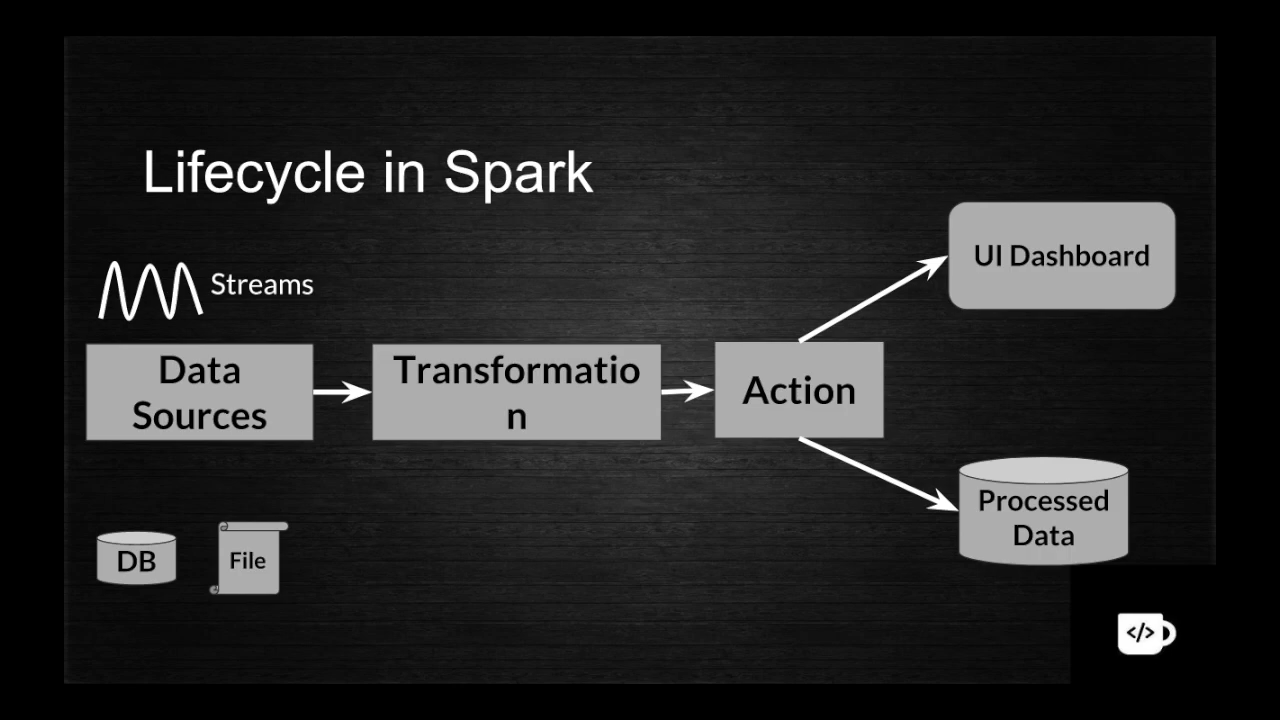 Lifecycle in Spark
UI Dashboard
Streams
Data
Sources
Transformatio
n
Action
Processed
Data
DB
File
</>